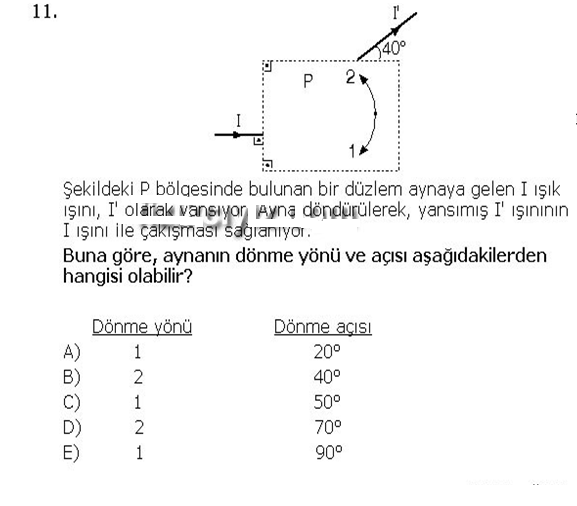 11.
I'
40°
P
2
I
1
Şekildeki P bölgesinde bulunan bir düzlem aynaya gelen I ışık
ışını, I' olarak yansıyor. Ayna döndürülerek, yansımış I' ışınının
I ışını ile çakışması sağlanıyor.
Buna göre, aynanın dönme yönü ve açısı aşağıdakilerden
hangisi olabilir?
Dönme yönü Dönme açısı
A) 1 20°
B) 2 40°
C) 1 50°
D) 2 70°
E) 1 90°